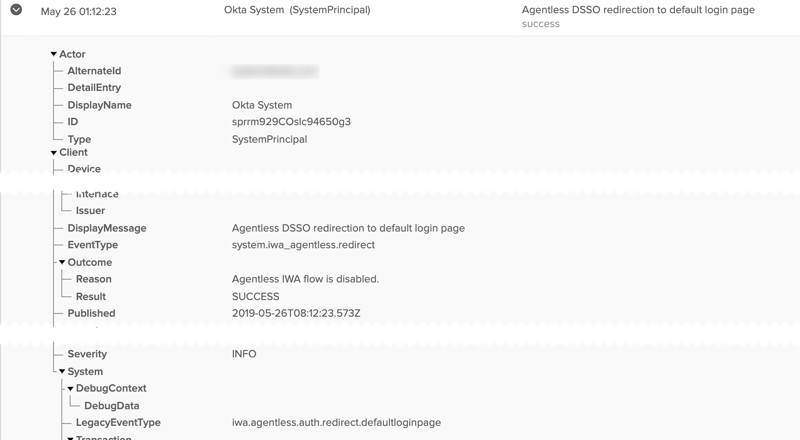 May 26 01:12:23 Okta System (SystemPrincipal) Agentless DSSO redirection to default login page
success
Actor
AlternateId
DetailEntry
DisplayName Okta System
ID sprrm929COslc94650g3
Type SystemPrincipal
Client
Device
Interface
Issuer
DisplayMessage Agentless DSSO redirection to default login page
EventType system.iwa_agentless.redirect
Outcome
Reason Agentless IWA flow is disabled.
Result SUCCESS
Published 2019-05-26T08:12:23.573Z
Severity INFO
System
DebugContext
DebugData
LegacyEventType iwa.agentless.auth.redirect.defaultloginpage
Transaction